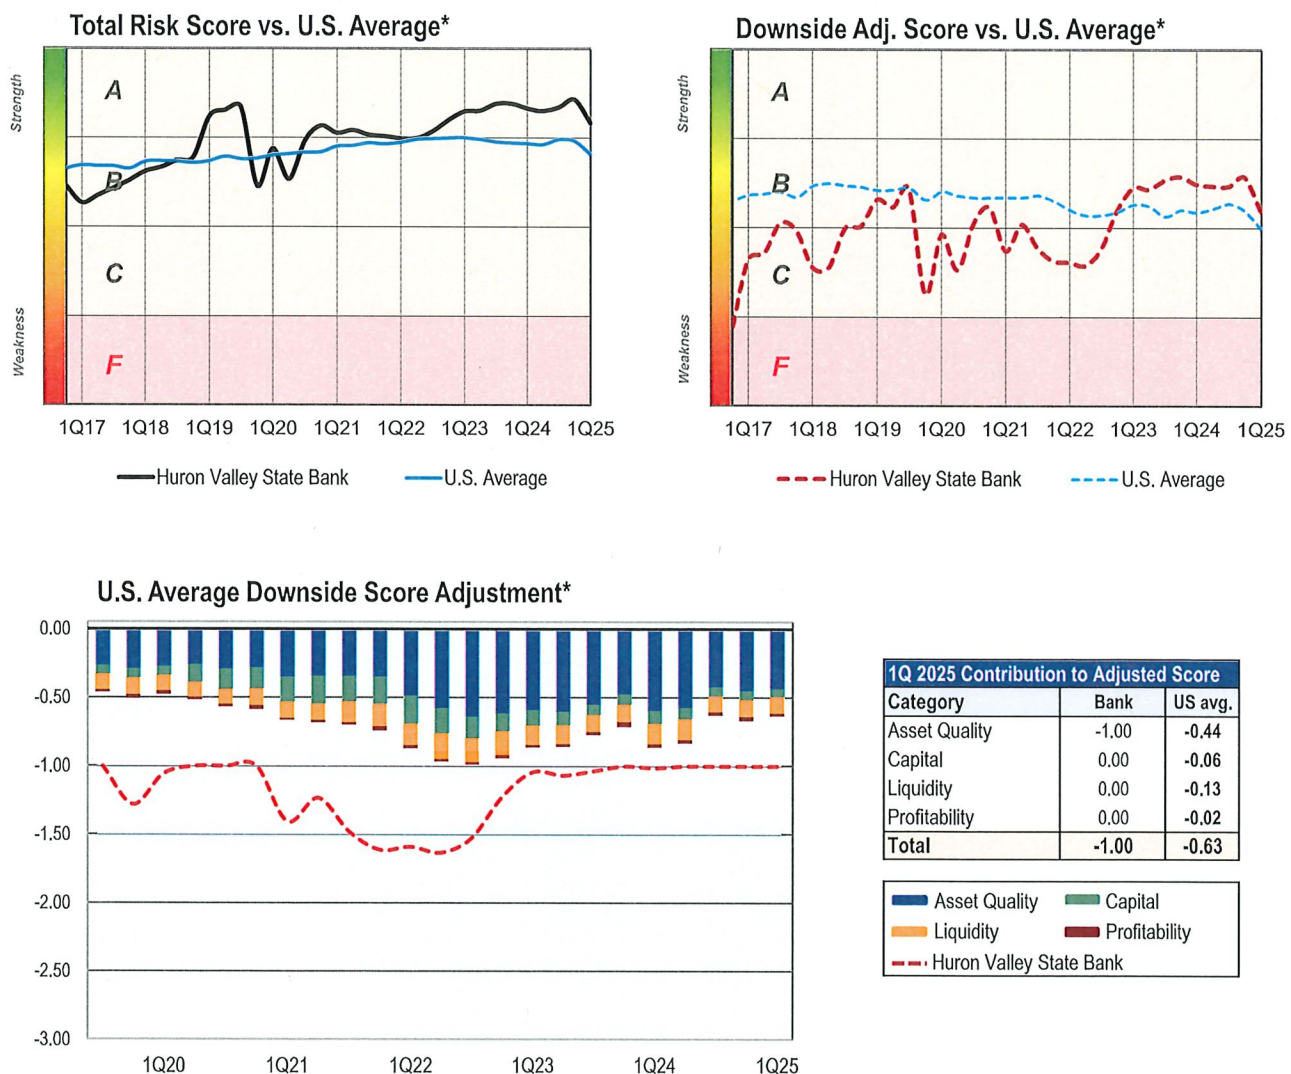 Total Risk Score vs. U.S. Average*
Strength
Weakness
A
B
C
F
1Q17 1Q18 1Q19 1Q20 1Q21 1Q22 1Q23 1Q24 1Q25
Huron Valley State Bank U.S. Average
Downside Adj. Score vs. U.S. Average*
Strength
Weakness
A
B
C
F
1Q17 1Q18 1Q19 1Q20 1Q21 1Q22 1Q23 1Q24 1Q25
Huron Valley State Bank U.S. Average
U.S. Average Downside Score Adjustment*
0.00
-0.50
-1.00
-1.50
-2.00
-2.50
-3.00
1Q20 1Q21 1Q22 1Q23 1Q24 1Q25
1Q 2025 Contribution to Adjusted Score
Category Bank US avg.
Asset Quality -1.00 -0.44
Capital 0.00 -0.06
Liquidity 0.00 -0.13
Profitability 0.00 -0.02
Total -1.00 -0.63
Asset Quality Capital
Liquidity Profitability
Huron Valley State Bank